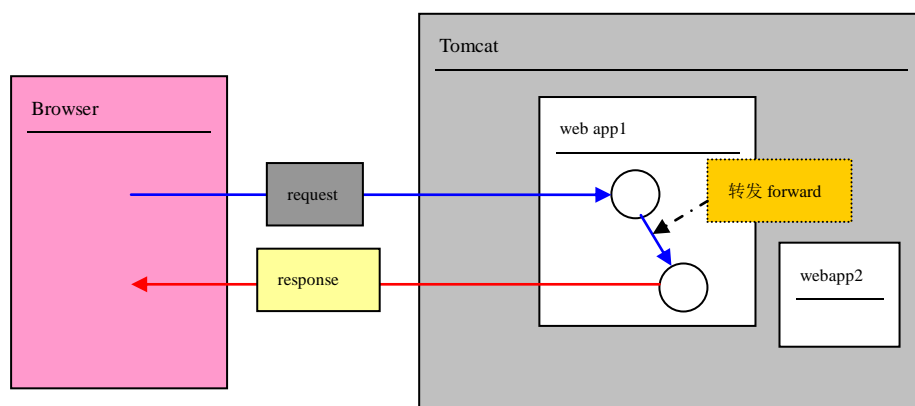 Tomcat
Browser
web app1
request
转发 forward
response
webapp2